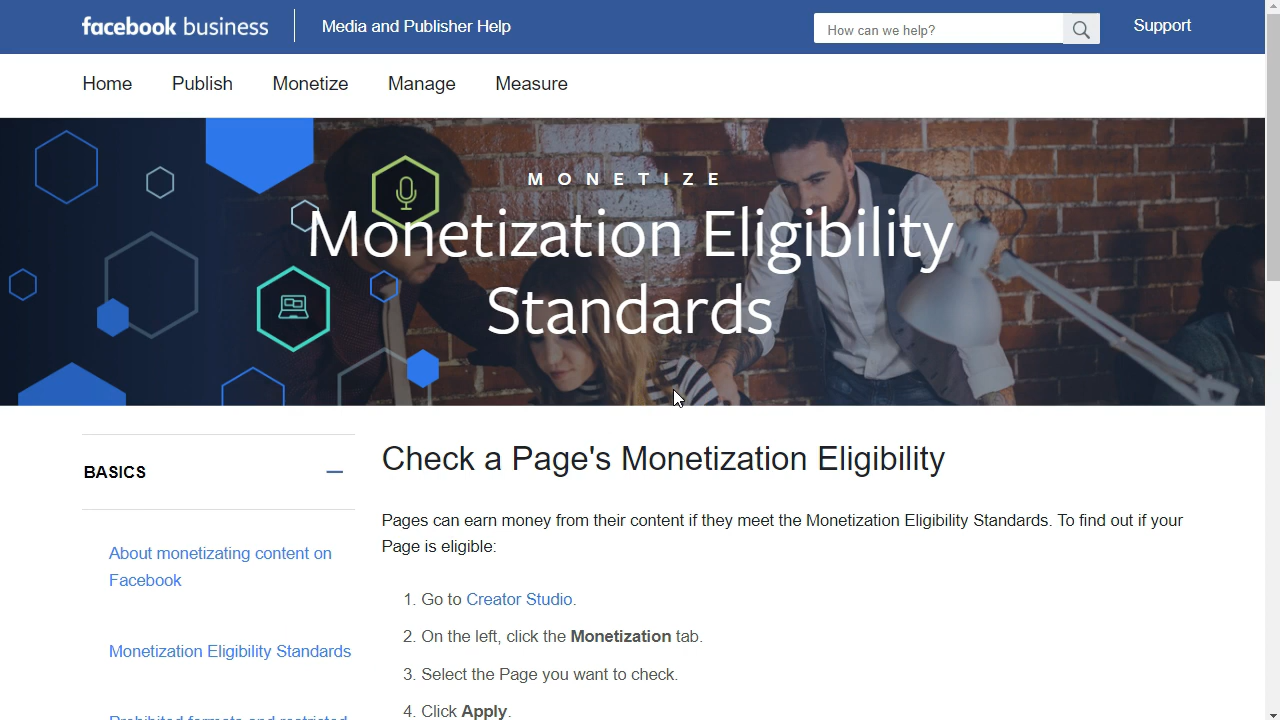 facebook business
Media and Publisher Help
How can we help?
Support
Home
Publish
Monetize
Manage
Measure
MONETIZE
Monetization Eligibility
Standards
BASICS
About monetizating content on
Facebook
Monetization Eligibility Standards
Prohibited formats and restricted
Check a Page's Monetization Eligibility
Pages can earn money from their content if they meet the Monetization Eligibility Standards. To find out if your
Page is eligible:
1. Go to Creator Studio.
2. On the left, click the Monetization tab.
3. Select the Page you want to check.
4. Click Apply.